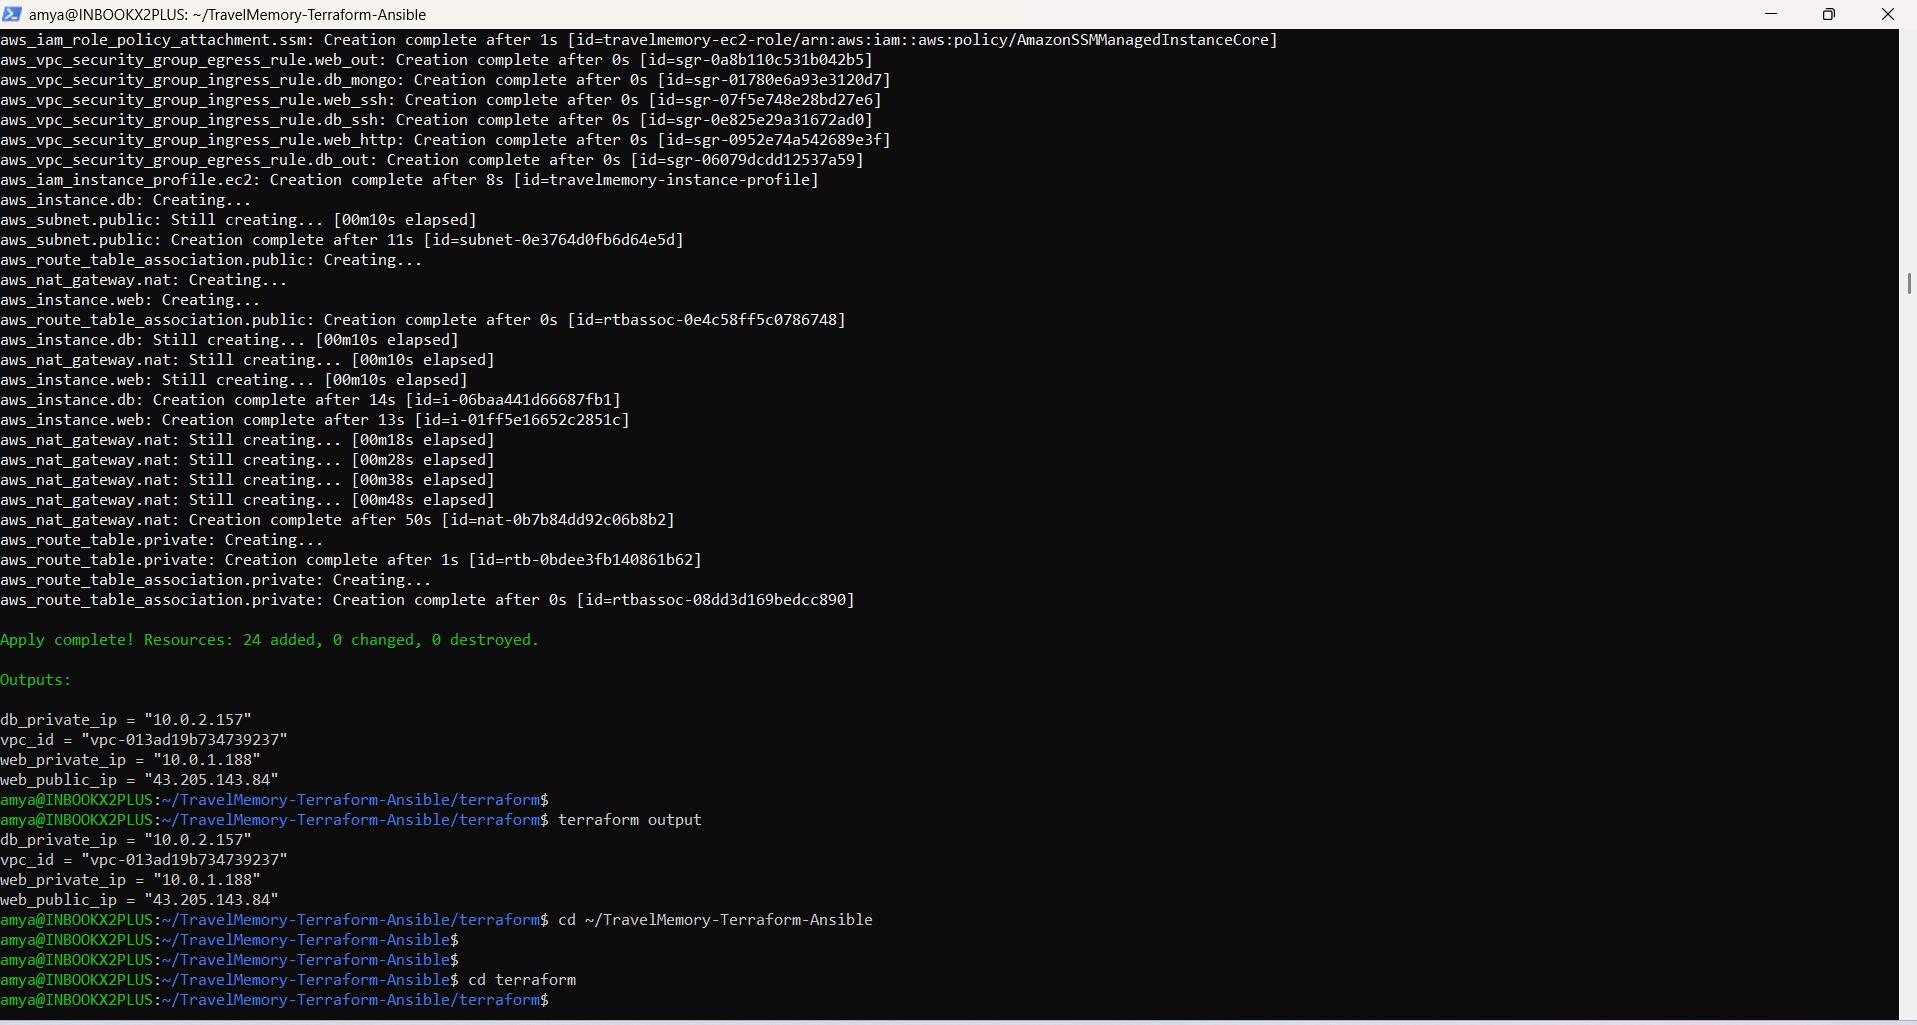 amya@INBOOKX2PLUS: ~/TravelMemory-Terraform-Ansible
aws_iam_role_policy_attachment.ssm: Creation complete after 1s [id=travelmemory-ec2-role/arn:aws:iam::aws:policy/AmazonSSMManagedInstanceCore]
aws_vpc_security_group_egress_rule.web_out: Creation complete after 0s [id=sgr-0a8b110c531b042b5]
aws_vpc_security_group_ingress_rule.db_mongo: Creation complete after 0s [id=sgr-01780e6a93e3120d7]
aws_vpc_security_group_ingress_rule.web_ssh: Creation complete after 0s [id=sgr-07f5e748e28bd27e6]
aws_vpc_security_group_ingress_rule.db_ssh: Creation complete after 0s [id=sgr-0e825e29a31672ad0]
aws_vpc_security_group_ingress_rule.web_http: Creation complete after 0s [id=sgr-0952e74a542689e3f]
aws_vpc_security_group_egress_rule.db_out: Creation complete after 0s [id=sgr-06079dcdd12537a59]
aws_iam_instance_profile.ec2: Creation complete after 8s [id=travelmemory-instance-profile]
aws_instance.db: Creating...
aws_subnet.public: Still creating... [00m10s elapsed]
aws_subnet.public: Creation complete after 11s [id=subnet-0e3764d0fb6d64e5d]
aws_route_table_association.public: Creating...
aws_nat_gateway.nat: Creating...
aws_instance.web: Creating...
aws_route_table_association.public: Creation complete after 0s [id=rtbassoc-0e4c58ff5c0786748]
aws_instance.db: Still creating... [00m10s elapsed]
aws_nat_gateway.nat: Still creating... [00m10s elapsed]
aws_instance.web: Still creating... [00m10s elapsed]
aws_instance.db: Creation complete after 14s [id=i-06baa441d66687fb1]
aws_instance.web: Creation complete after 13s [id=i-01ff5e16652c2851c]
aws_nat_gateway.nat: Still creating... [00m18s elapsed]
aws_nat_gateway.nat: Still creating... [00m28s elapsed]
aws_nat_gateway.nat: Still creating... [00m38s elapsed]
aws_nat_gateway.nat: Still creating... [00m48s elapsed]
aws_nat_gateway.nat: Creation complete after 50s [id=nat-0b7b84dd92c06b8b2]
aws_route_table.private: Creating...
aws_route_table.private: Creation complete after 1s [id=rtb-0bdee3fb140861b62]
aws_route_table_association.private: Creating...
aws_route_table_association.private: Creation complete after 0s [id=rtbassoc-08dd3d169bedcc890]
Apply complete! Resources: 24 added, 0 changed, 0 destroyed.
Outputs:
db_private_ip = "10.0.2.157"
vpc_id = "vpc-013ad19b734739237"
web_private_ip = "10.0.1.188"
web_public_ip = "43.205.143.84"
amya@INBOOKX2PLUS:~/TravelMemory-Terraform-Ansible/terraform$
amya@INBOOKX2PLUS:~/TravelMemory-Terraform-Ansible/terraform$ terraform output
db_private_ip = "10.0.2.157"
vpc_id = "vpc-013ad19b734739237"
web_private_ip = "10.0.1.188"
web_public_ip = "43.205.143.84"
amya@INBOOKX2PLUS:~/TravelMemory-Terraform-Ansible/terraform$ cd ~/TravelMemory-Terraform-Ansible
amya@INBOOKX2PLUS:~/TravelMemory-Terraform-Ansible$
amya@INBOOKX2PLUS:~/TravelMemory-Terraform-Ansible$
amya@INBOOKX2PLUS:~/TravelMemory-Terraform-Ansible$ cd terraform
amya@INBOOKX2PLUS:~/TravelMemory-Terraform-Ansible/terraform$